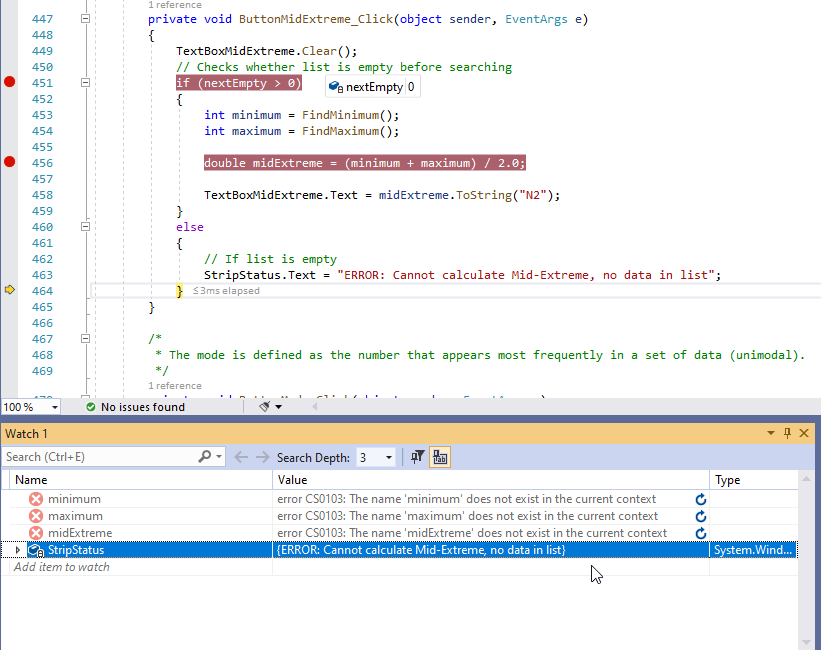 1 reference
447 private void ButtonMidExtreme_Click(object sender, EventArgs e)
448 {
449 TextBoxMidExtreme.Clear();
450 // Checks whether list is empty before searching
451 if (nextEmpty > 0) nextEmpty 0
452 {
453 int minimum = FindMinimum();
454 int maximum = FindMaximum();
455
456 double midExtreme = (minimum + maximum) / 2.0;
457
458 TextBoxMidExtreme.Text = midExtreme.ToString("N2");
459 }
460 else
461 {
462 // If list is empty
463 StripStatus.Text = "ERROR: Cannot calculate Mid-Extreme, no data in list";
464 } ≤3ms elapsed
465 }
466
467 /*
468 * The mode is defined as the number that appears most frequently in a set of data (unimodal).
469 */
1 reference
100 % No issues found
Watch 1
Search (Ctrl+E) Search Depth: 3
Name Value Type
minimum error CS0103: The name 'minimum' does not exist in the current context
maximum error CS0103: The name 'maximum' does not exist in the current context
midExtreme error CS0103: The name 'midExtreme' does not exist in the current context
StripStatus {ERROR: Cannot calculate Mid-Extreme, no data in list} System.Wind...
Add item to watch